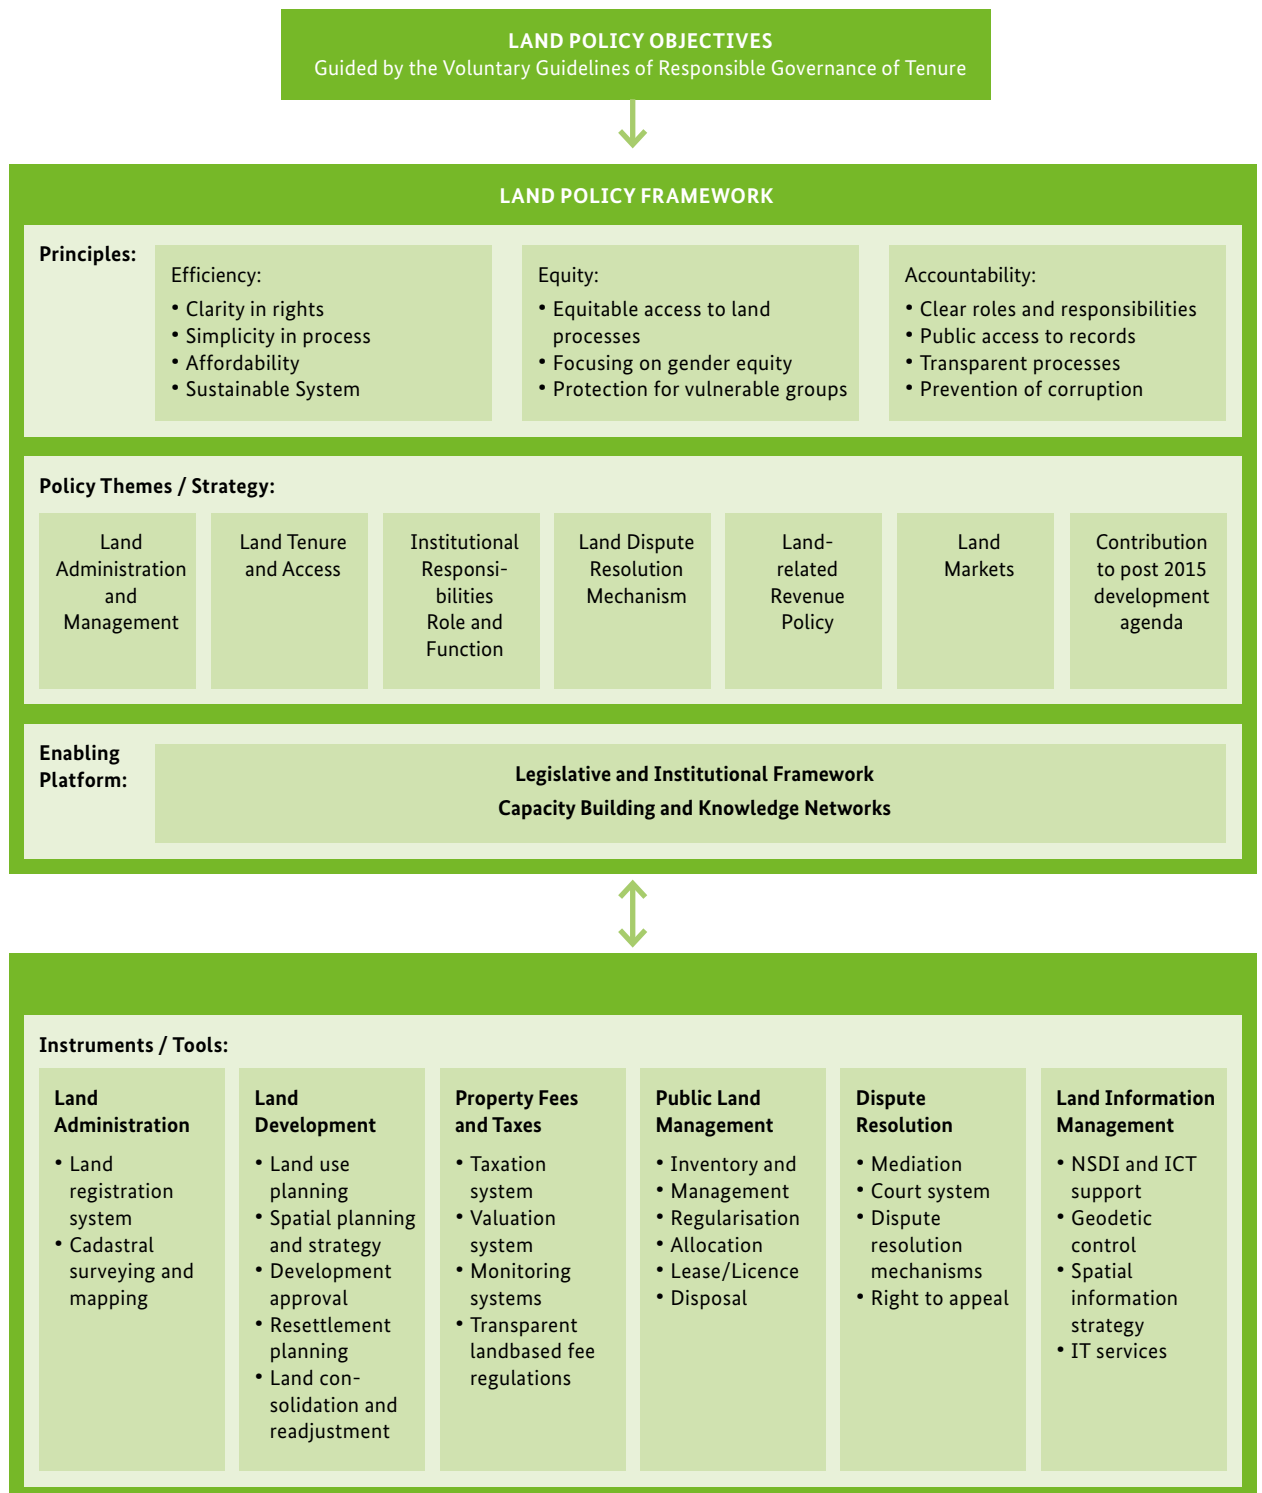 LAND POLICY OBJECTIVES
Guided by the Voluntary Guidelines of Responsible Governance of Tenure
LAND POLICY FRAMEWORK
Principles:
Efficiency:
• Clarity in rights
• Simplicity in process
• Affordability
• Sustainable System
Equity:
• Equitable access to land
processes
• Focusing on gender equity
• Protection for vulnerable groups
Accountability:
• Clear roles and responsibilities
• Public access to records
• Transparent processes
• Prevention of corruption
Policy Themes / Strategy:
Land
Administration
and
Management
Land Tenure
and Access
Institutional
Responsi-
bilities
Role and
Function
Land Dispute
Resolution
Mechanism
Land-
related
Revenue
Policy
Land
Markets
Contribution
to post 2015
development
agenda
Enabling
Platform:
Legislative and Institutional Framework
Capacity Building and Knowledge Networks
Instruments / Tools:
Land
Administration
• Land
registration
system
• Cadastral
surveying and
mapping
Land
Development
• Land use
planning
• Spatial planning
and strategy
• Development
approval
• Resettlement
planning
• Land con-
solidation and
readjustment
Property Fees
and Taxes
• Taxation
system
• Valuation
system
• Monitoring
systems
• Transparent
landbased fee
regulations
Public Land
Management
• Inventory and
• Management
• Regularisation
• Allocation
• Lease/Licence
• Disposal
Dispute
Resolution
• Mediation
• Court system
• Dispute
resolution
mechanisms
• Right to appeal
Land Information
Management
• NSDI and ICT
support
• Geodetic
control
• Spatial
information
strategy
• IT services